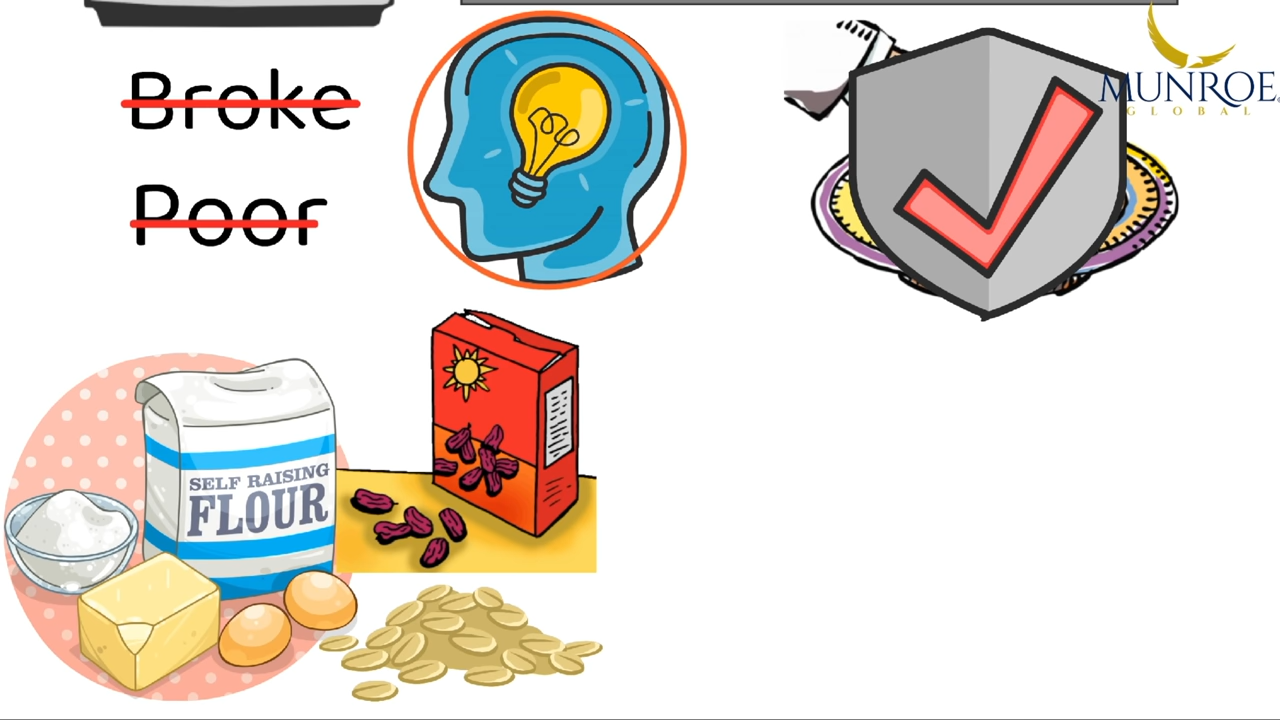 Broke
Poor
MUNROE
GLOBAL
SELF RAISING
FLOUR